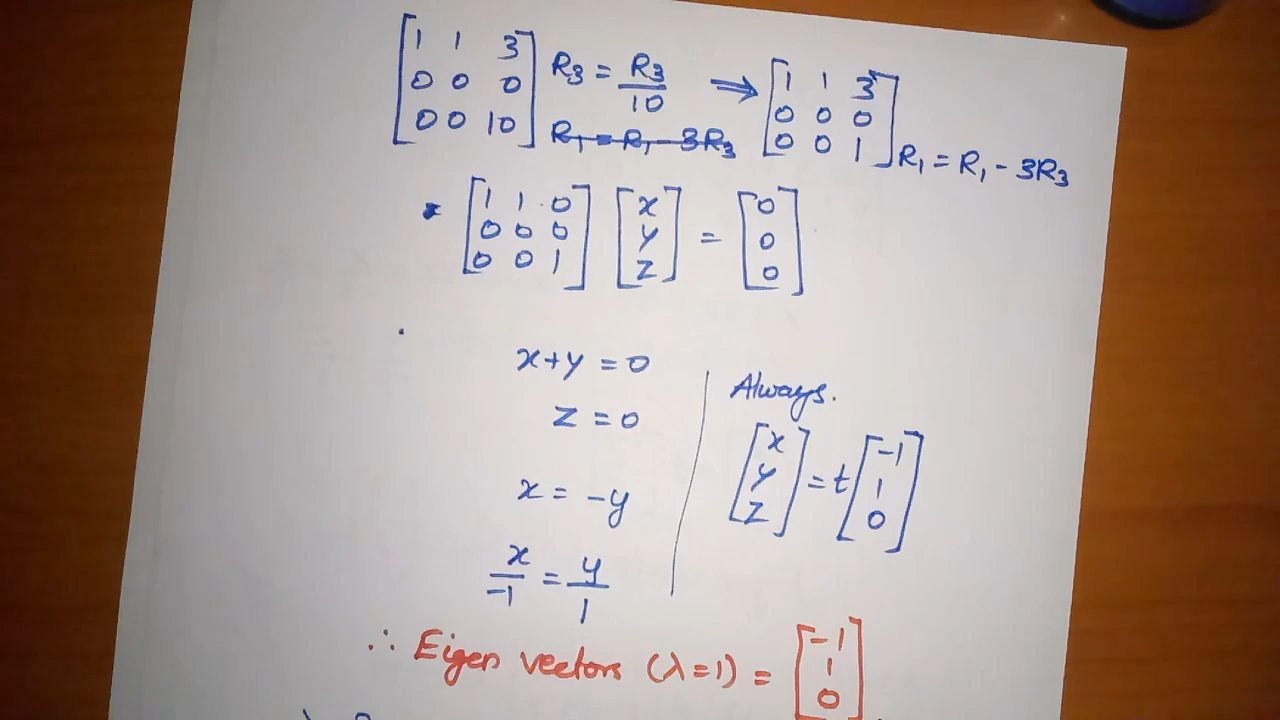 [1 1 3; 0 0 0; 0 0 10] R3 = R3/10 ⇒ [1 1 3; 0 0 0; 0 0 1] R1 = R1 - 3R3
R1 = R1 - 3R3
[1 1 0; 0 0 0; 0 0 1] [x; y; z] = [0; 0; 0]
x+y = 0
z = 0
x = -y
x/-1 = y/1
Always.
[x; y; z] = t[-1; 1; 0]
∴ Eigen vectors (λ=1) = [-1; 1; 0]